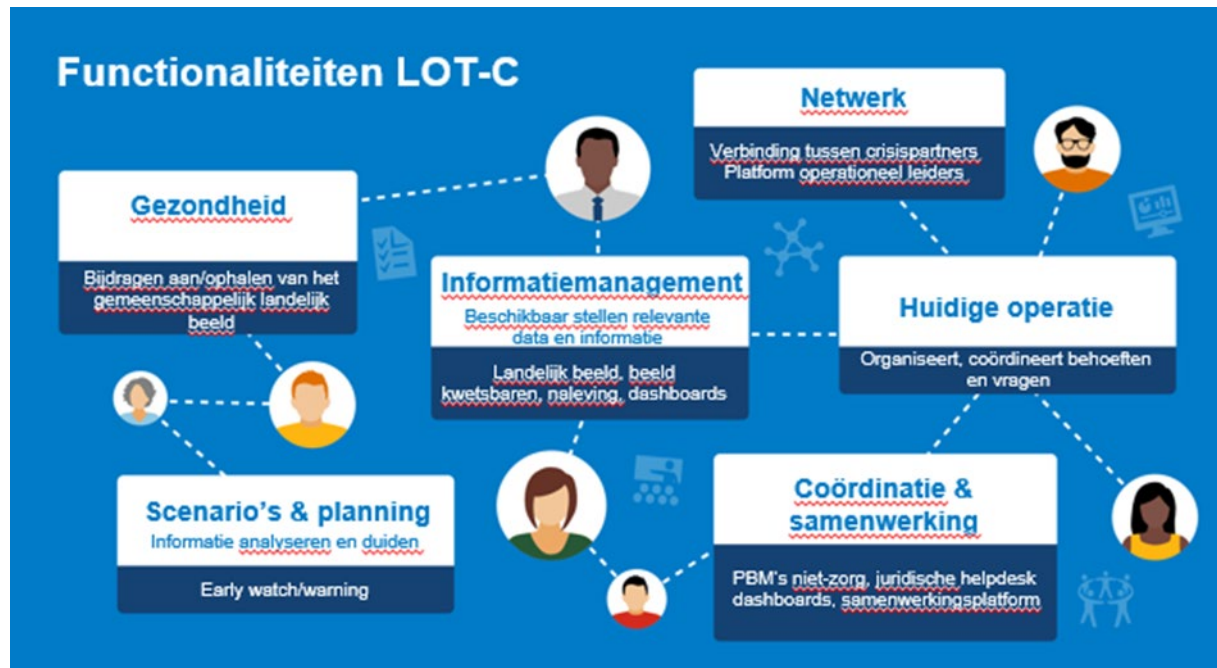 Functionaliteiten LOT-C
Netwerk
Verbinding tussen crisispartners
Platform operationeel leiders
Gezondheid
Bijdragen aan/ophalen van het
gemeenschappelijk landelijk
beeld
Informatiemanagement
Beschikbaar stellen relevante
data en informatie
Landelijk beeld, beeld
kwetsbaren, naleving, dashboards
Huidige operatie
Organiseert, coördineert behoeften
en vragen
Scenario's & planning
Informatie analyseren en duiden
Early watch/warning
Coördinatie &
samenwerking
PBM's niet-zorg, juridische helpdesk
dashboards, samenwerkingsplatform